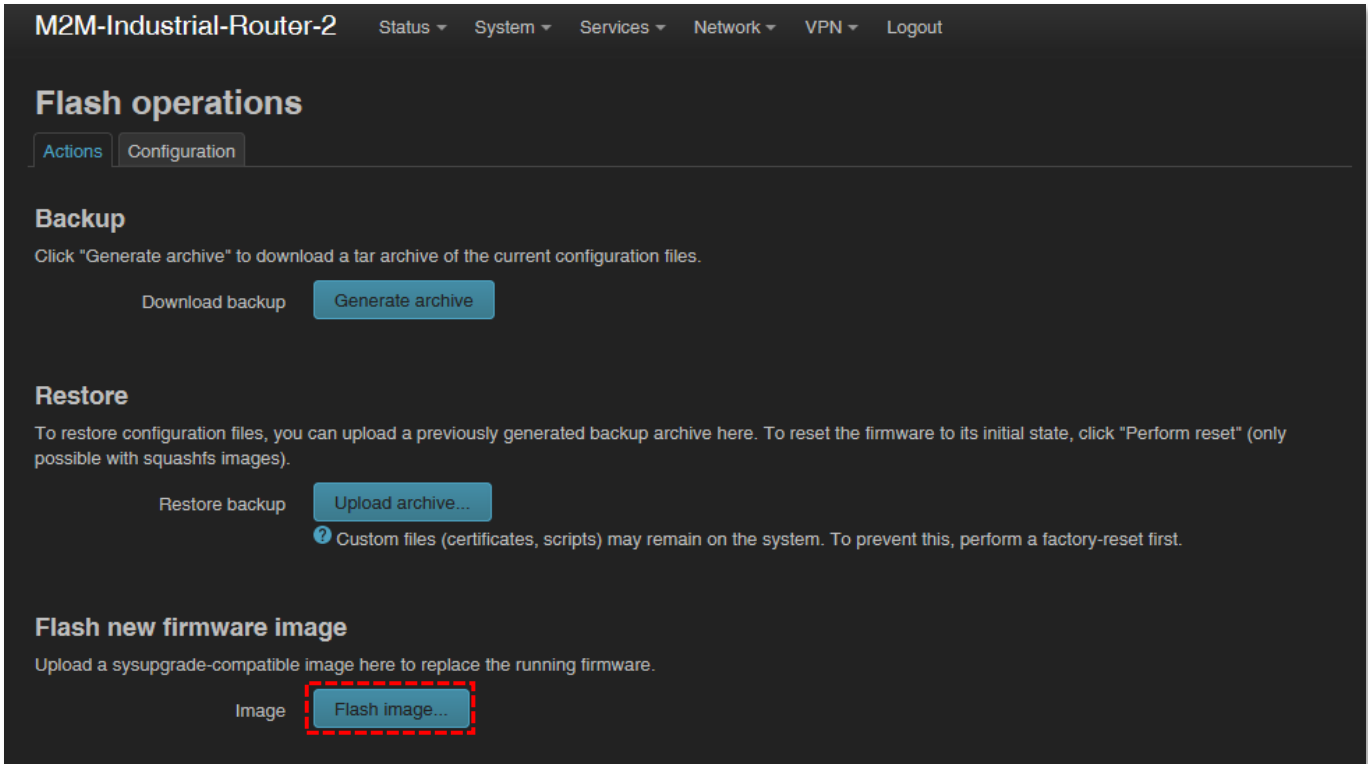 M2M-Industrial-Router-2 Status System Services Network VPN Logout
Flash operations
Actions Configuration
Backup
Click "Generate archive" to download a tar archive of the current configuration files.
Download backup Generate archive
Restore
To restore configuration files, you can upload a previously generated backup archive here. To reset the firmware to its initial state, click "Perform reset" (only
possible with squashfs images).
Restore backup Upload archive...
? Custom files (certificates, scripts) may remain on the system. To prevent this, perform a factory-reset first.
Flash new firmware image
Upload a sysupgrade-compatible image here to replace the running firmware.
Image Flash image...